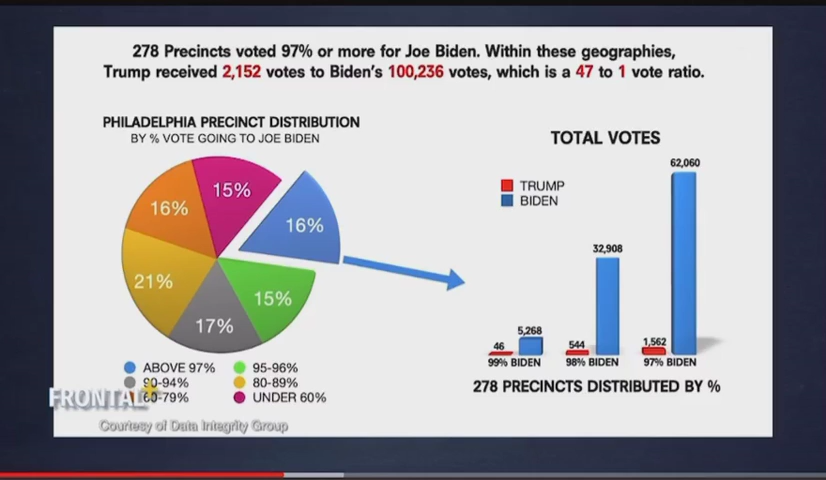 278 Precincts voted 97% or more for Joe Biden. Within these geographies,
Trump received 2,152 votes to Biden's 100,236 votes, which is a 47 to 1 vote ratio.
PHILADELPHIA PRECINCT DISTRIBUTION
BY % VOTE GOING TO JOE BIDEN
15%
16%
16%
21%
15%
17%
ABOVE 97%
95-96%
90-94%
80-89%
60-79%
UNDER 60%
TOTAL VOTES
TRUMP
BIDEN
62,060
32,908
5,268
46
544
1,562
99% BIDEN
98% BIDEN
97% BIDEN
278 PRECINCTS DISTRIBUTED BY %
FRONTAL
Courtesy of Data Integrity Group